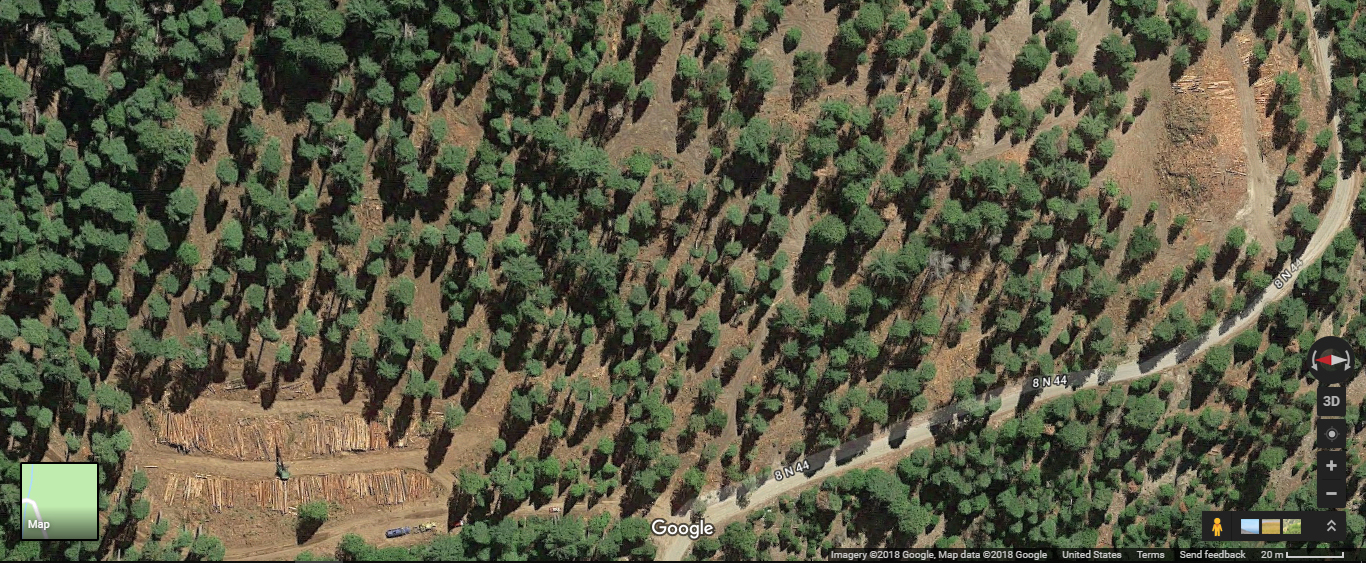 8 N 44
8 N 44
3D
8 N 44
Map
Google
Imagery ©2018 Google, Map data ©2018 Google United States Terms Send feedback 20 m